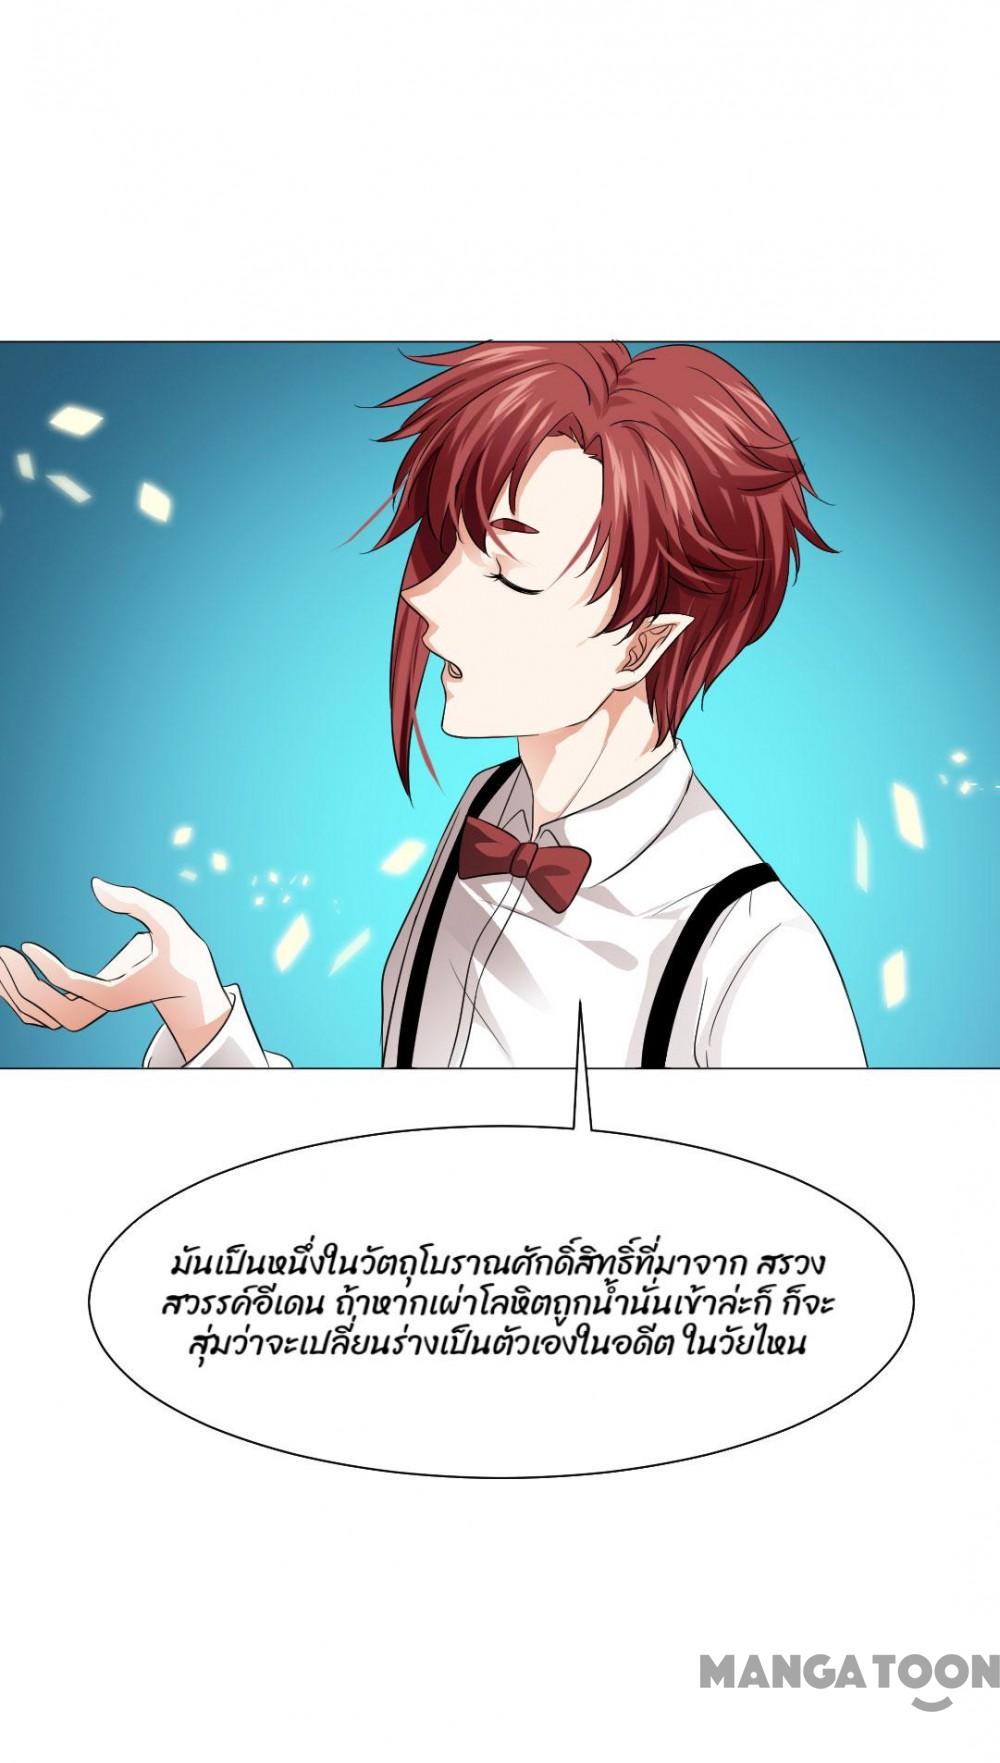 มันเป็นหนึ่งในวัตถุโบราณศักดิ์สิทธิ์ที่มาจาก สรวง
สวรรค์อีเดน ถ้าหากเผ่าโลหิตถูกน้ำนั่นเข้าล่ะก็ ก็จะ
สุ่มว่าจะเปลี่ยนร่างเป็นตัวเองในอดีต ในวัยไหน
MANGATOON